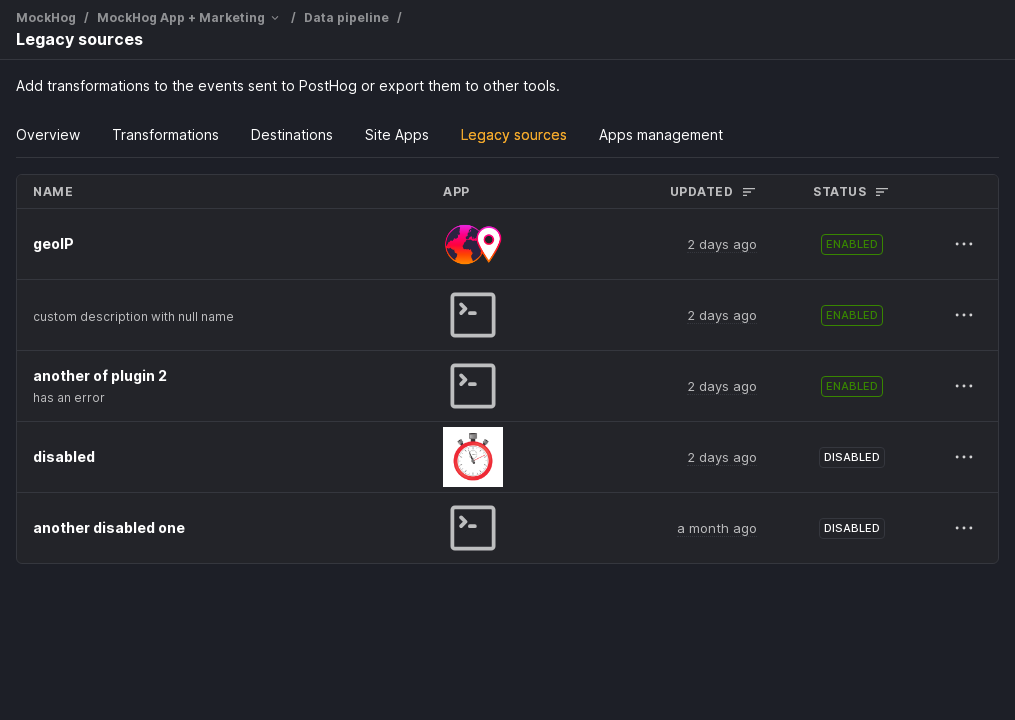 MockHog / MockHog App + Marketing / Data pipeline /
Legacy sources
Add transformations to the events sent to PostHog or export them to other tools.
Overview Transformations Destinations Site Apps Legacy sources Apps management
NAME APP UPDATED STATUS
geoIP 2 days ago ENABLED
custom description with null name 2 days ago ENABLED
another of plugin 2
has an error 2 days ago ENABLED
disabled 2 days ago DISABLED
another disabled one a month ago DISABLED